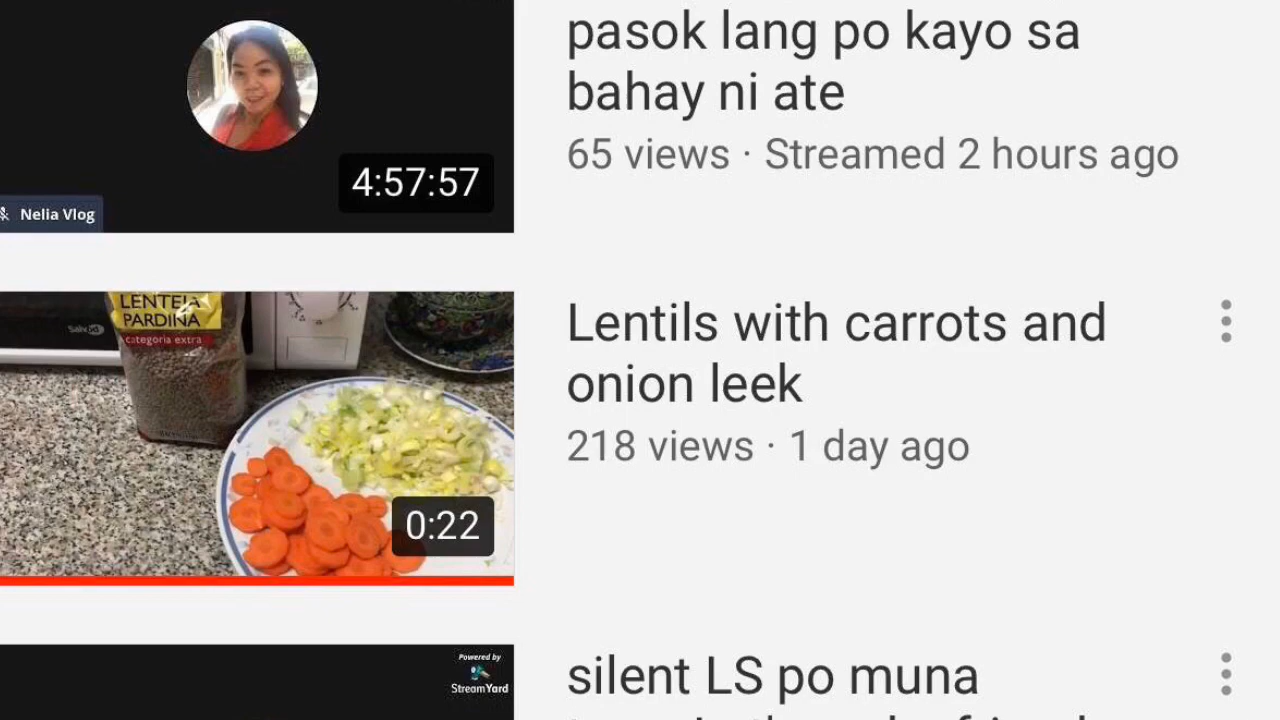 pasok lang po kayo sa
bahay ni ate
65 views · Streamed 2 hours ago
4:57:57
Nelia Vlog
LENTEJA
PARDINA
categoria extra
Lentils with carrots and
onion leek
218 views · 1 day ago
0:22
Powered by
StreamYard
silent LS po muna